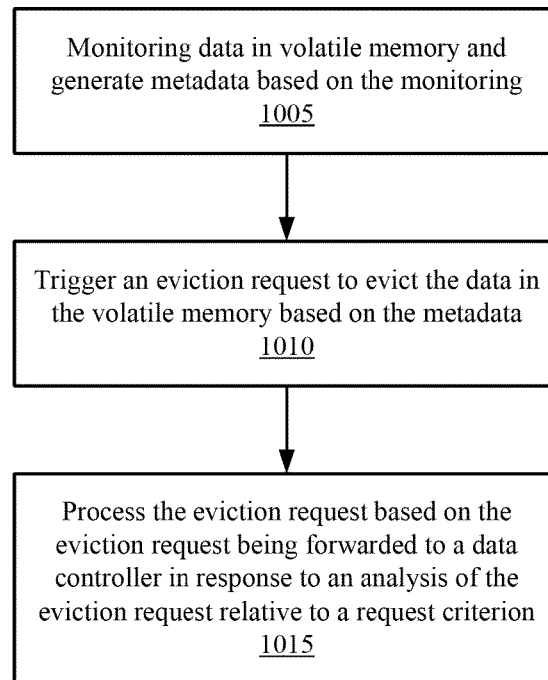 Monitoring data in volatile memory and
generate metadata based on the monitoring
1005
Trigger an eviction request to evict the data in
the volatile memory based on the metadata
1010
Process the eviction request based on the
eviction request being forwarded to a data
controller in response to an analysis of the
eviction request relative to a request criterion
1015